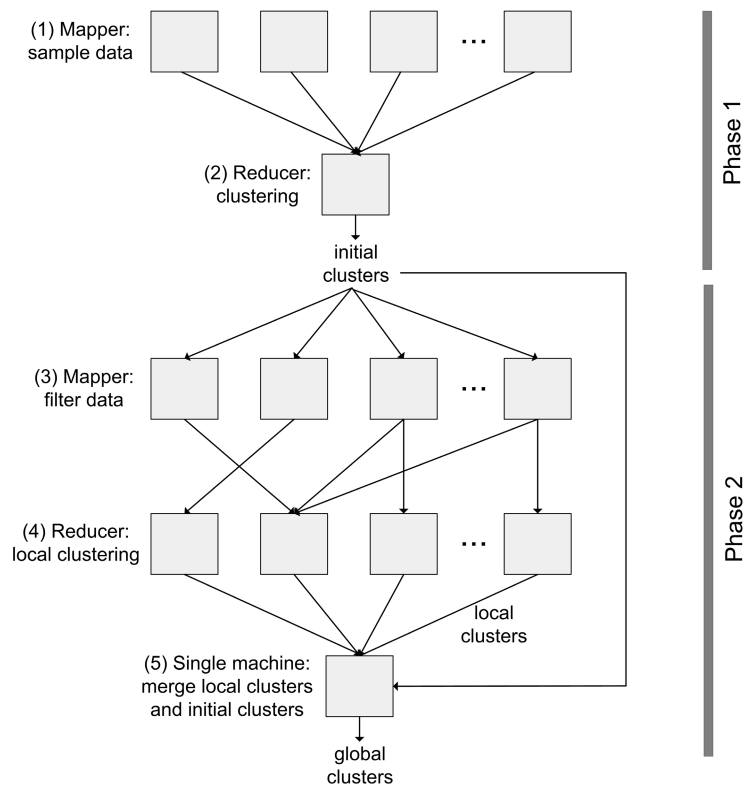 (1) Mapper:
sample data
...
Phase 1
(2) Reducer:
clustering
initial
clusters
(3) Mapper:
filter data
...
Phase 2
(4) Reducer:
local clustering
...
local
clusters
(5) Single machine:
merge local clusters
and initial clusters
global
clusters